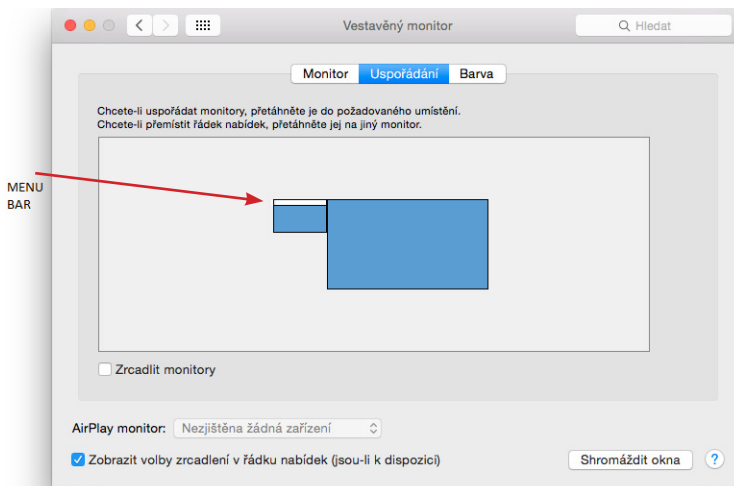 Vestavěný monitor
Hledat
Monitor Uspořádání Barva
Chcete-li uspořádat monitory, přetáhněte je do požadovaného umístění.
Chcete-li přemístit řádek nabídek, přetáhněte jej na jiný monitor.
MENU
BAR
Zrcadlit monitory
AirPlay monitor: Nezjištěna žádná zařízení
Zobrazit volby zrcadlení v řádku nabídek (jsou-li k dispozici)
Shromáždit okna ?